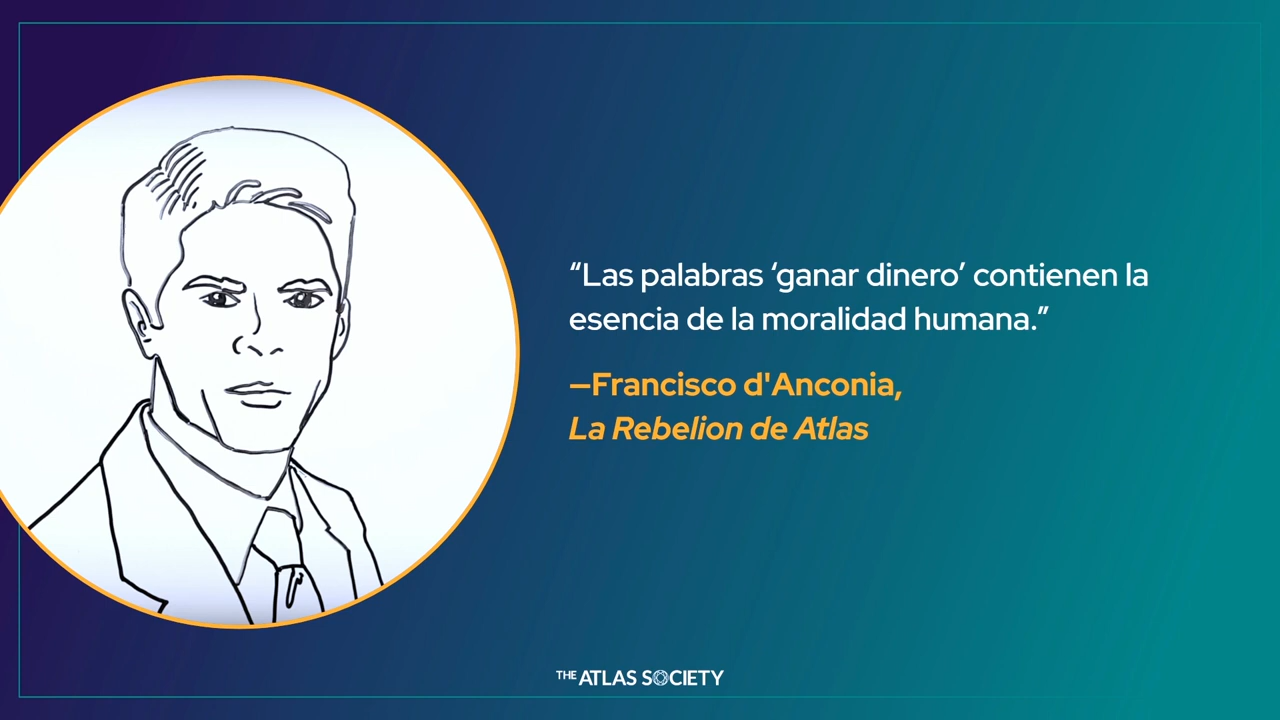 “Las palabras ‘ganar dinero’ contienen la
esencia de la moralidad humana.”
—Francisco d'Anconia,
La Rebelion de Atlas
THE ATLAS SOCIETY